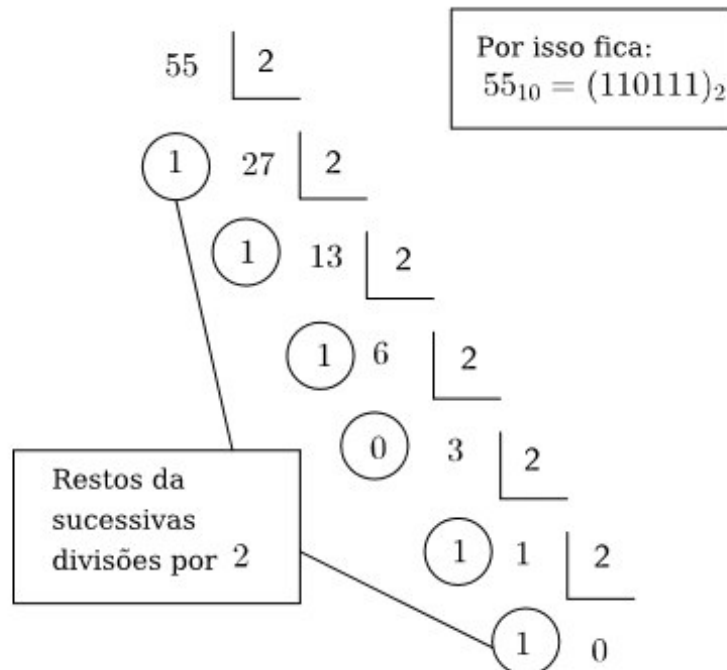 55 2
Por isso fica:
55₁₀ = (110111)₂
1 27 2
1 13 2
1 6 2
0 3 2
Restos da
sucessivas
divisões por 2
1 1 2
1 0